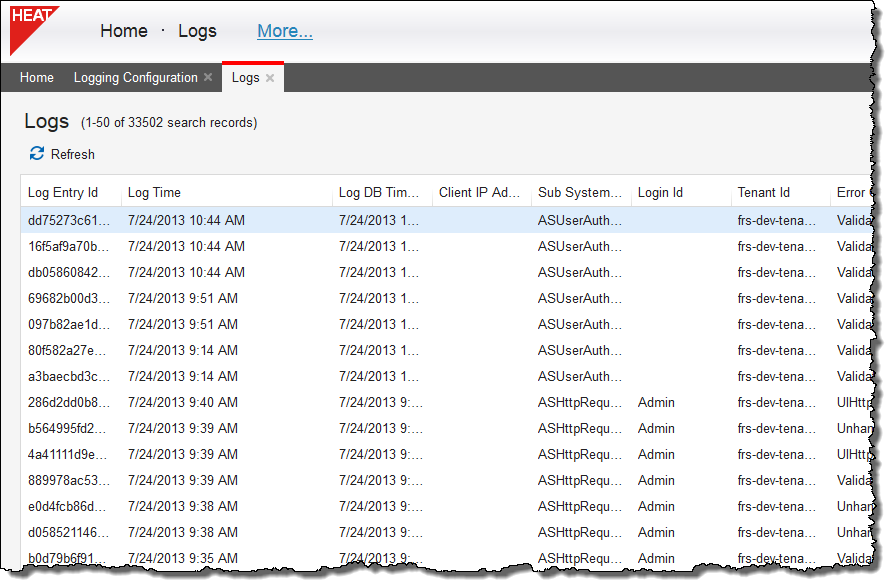 HEAT
Home · Logs More...
Home Logging Configuration Logs
Logs (1-50 of 33502 search records)
Refresh
Log Entry Id Log Time Log DB Tim... Client IP Ad... Sub System... Login Id Tenant Id Error
dd75273c61... 7/24/2013 10:44 AM 7/24/2013 1... ASUserAuth... frs-dev-tena... Valida
16f5af9a70b... 7/24/2013 10:44 AM 7/24/2013 1... ASUserAuth... frs-dev-tena... Valida
db05860842... 7/24/2013 10:44 AM 7/24/2013 1... ASUserAuth... frs-dev-tena... Valida
69682b00d3... 7/24/2013 9:51 AM 7/24/2013 1... ASUserAuth... frs-dev-tena... Valida
097b82ae1d... 7/24/2013 9:51 AM 7/24/2013 1... ASUserAuth... frs-dev-tena... Valida
80f582a27e... 7/24/2013 9:14 AM 7/24/2013 1... ASUserAuth... frs-dev-tena... Valida
a3baecbd3c... 7/24/2013 9:14 AM 7/24/2013 1... ASUserAuth... frs-dev-tena... Valida
286d2dd0b8... 7/24/2013 9:40 AM 7/24/2013 9:... ASHttpRequ... Admin frs-dev-tena... UIHttp
b564995fd2... 7/24/2013 9:39 AM 7/24/2013 9:... ASHttpRequ... Admin frs-dev-tena... Unhan
4a41111d9e... 7/24/2013 9:39 AM 7/24/2013 9:... ASHttpRequ... Admin frs-dev-tena... UIHttp
889978ac53... 7/24/2013 9:39 AM 7/24/2013 9:... ASHttpRequ... Admin frs-dev-tena... Valida
e0d4fcb86d... 7/24/2013 9:38 AM 7/24/2013 9:... ASHttpRequ... Admin frs-dev-tena... Unhan
d058521146... 7/24/2013 9:38 AM 7/24/2013 9:... ASHttpRequ... Admin frs-dev-tena... Unhan
b0d79b6f91... 7/24/2013 9:35 AM 7/24/2013 9:... ASHttpRequ... Admin frs-dev-tena... Valida